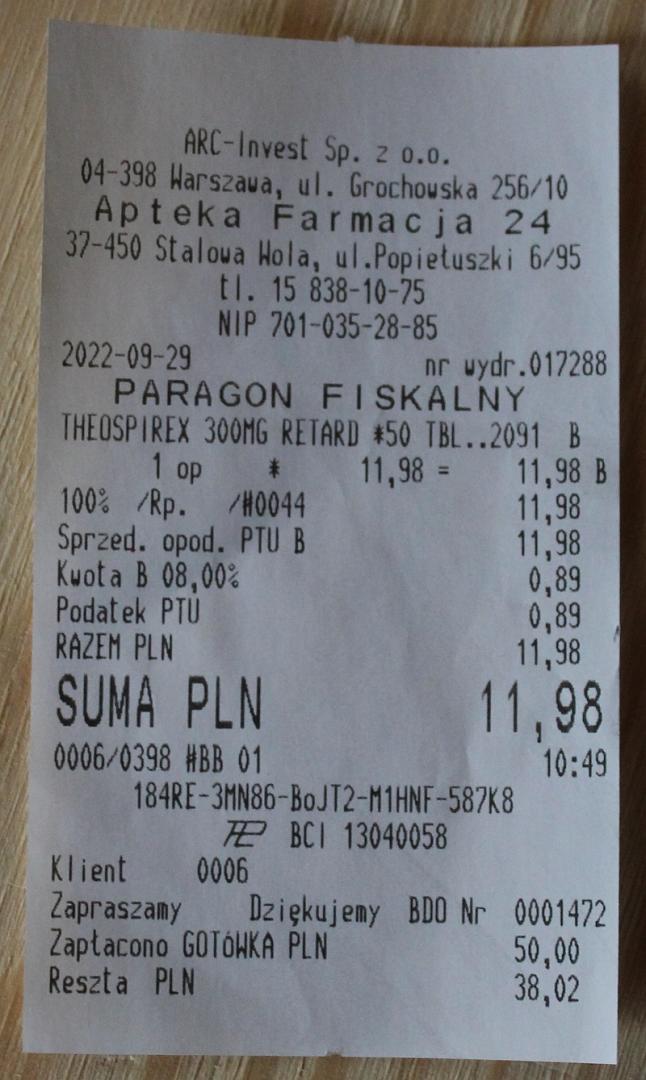 ARC-Invest Sp. z o.o.
04-398 Warszawa, ul. Grochowska 256/10
Apteka Farmacja 24
37-450 Stalowa Wola, ul.Popiełuszki 6/95
tl. 15 838-10-75
NIP 701-035-28-85
2022-09-29 nr wydr.017288
PARAGON FISKALNY
THEOSPIREX 300MG RETARD *50 TBL..2091 B
1 op * 11,98 = 11,98 B
100% /Rp. /#0044 11,98
Sprzed. opod. PTU B 11,98
Kwota B 08,00% 0,89
Podatek PTU 0,89
RAZEM PLN 11,98
SUMA PLN 11,98
0006/0398 #BB 01 10:49
184RE-3MN86-BoJT2-M1HNF-587K8
BCI 13040058
Klient 0006
Zapraszamy Dziękujemy BDO Nr 0001472
Zapłacono GOTÓWKA PLN 50,00
Reszta PLN 38,02